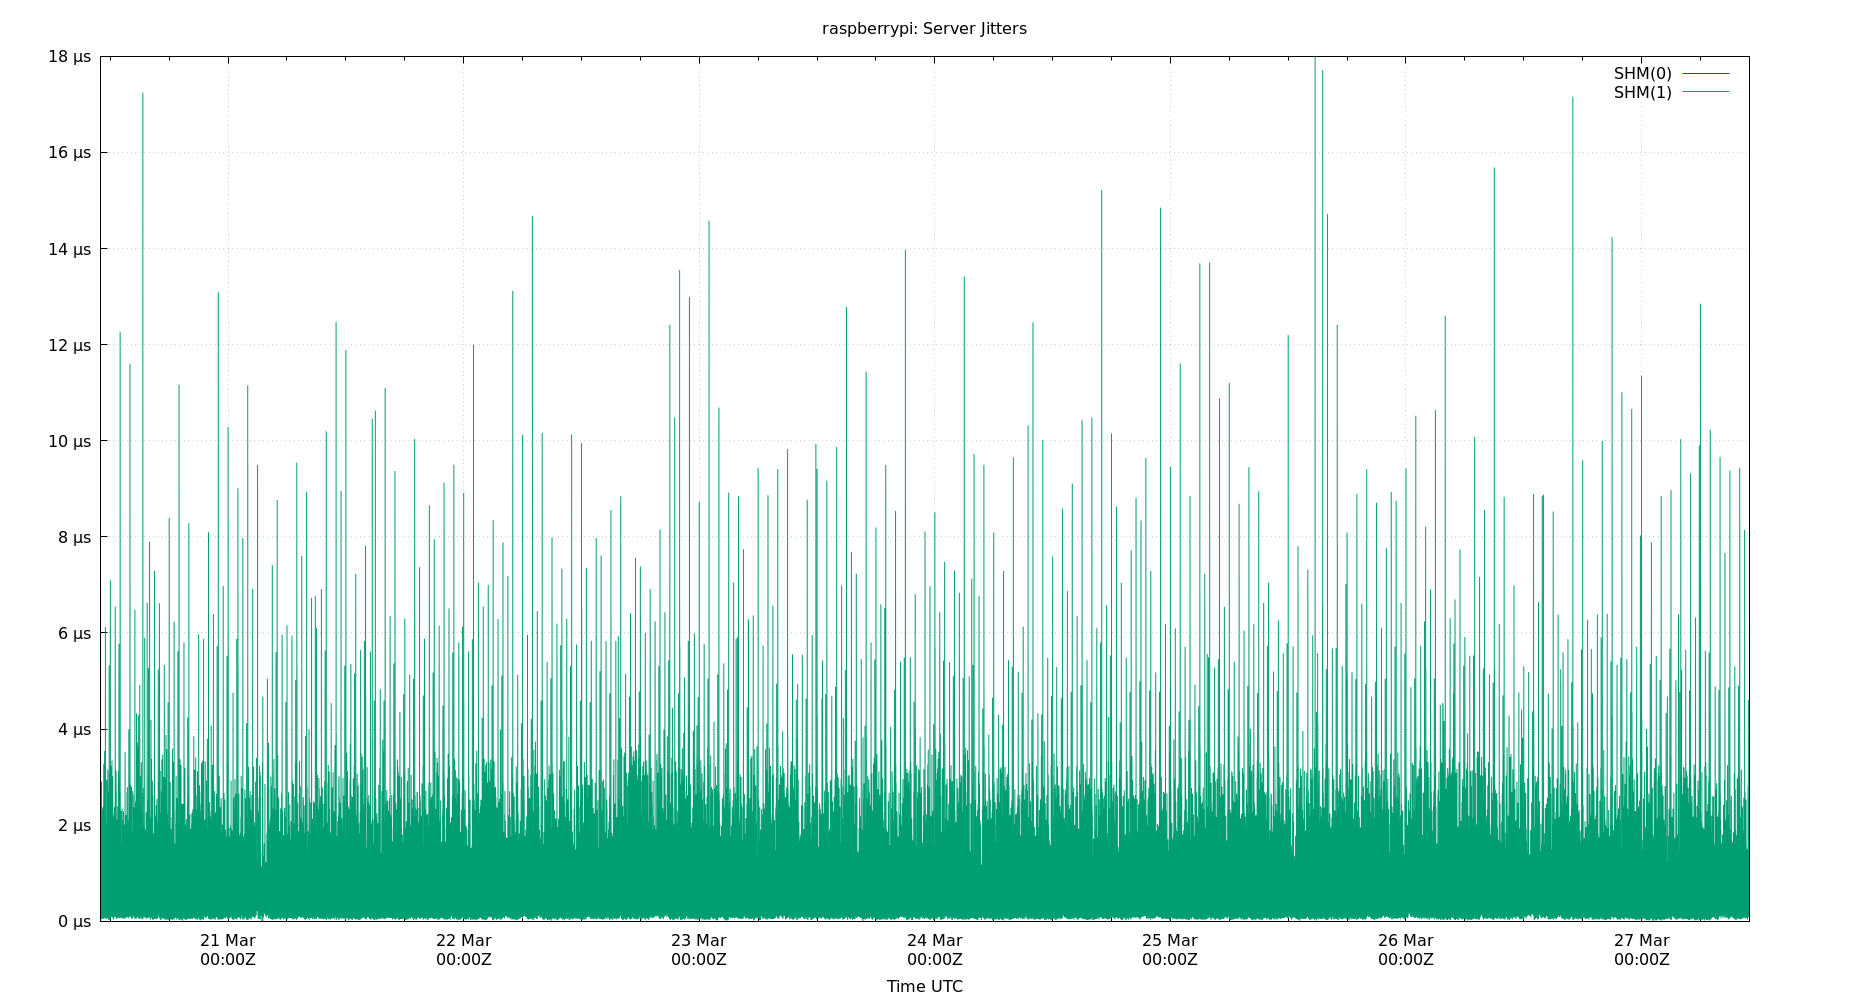 raspberrypi: Server Jitters
18 µs
16 µs
14 µs
12 µs
10 µs
8 µs
6 µs
4 µs
2 µs
0 µs
SHM(0)
SHM(1)
21 Mar
00:00Z
22 Mar
00:00Z
23 Mar
00:00Z
24 Mar
00:00Z
25 Mar
00:00Z
26 Mar
00:00Z
27 Mar
00:00Z
Time UTC